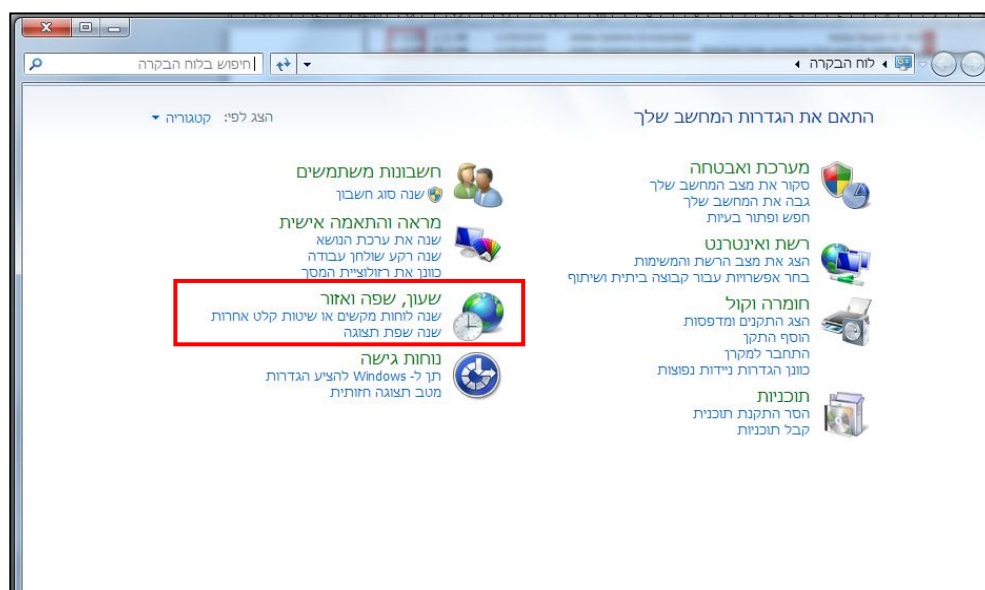 לוח הבקרה
חיפוש בלוח הבקרה
התאם את הגדרות המחשב שלך
הצג לפי: קטגוריה
מערכת ואבטחה
סקור את מצב המחשב שלך
גבה את המחשב שלך
חפש ופתור בעיות
רשת ואינטרנט
הצג את מצב הרשת והמשימות
בחר אפשרויות עבור קבוצה ביתית ושיתוף
חומרה וקול
הצג התקנים ומדפסות
הוסף התקן
התחבר למקרן
כוונן הגדרות ניידות נפוצות
תוכניות
הסר התקנת תוכנית
קבל תוכניות
חשבונות משתמשים
שנה סוג חשבון
מראה והתאמה אישית
שנה את ערכת הנושא
שנה רקע שולחן עבודה
כוונן את רזולוציית המסך
שעון, שפה ואזור
שנה לוחות מקשים או שיטות קלט אחרות
שנה שפת תצוגה
נוחות גישה
תן ל- Windows להציע הגדרות
מטב תצוגה חזותית